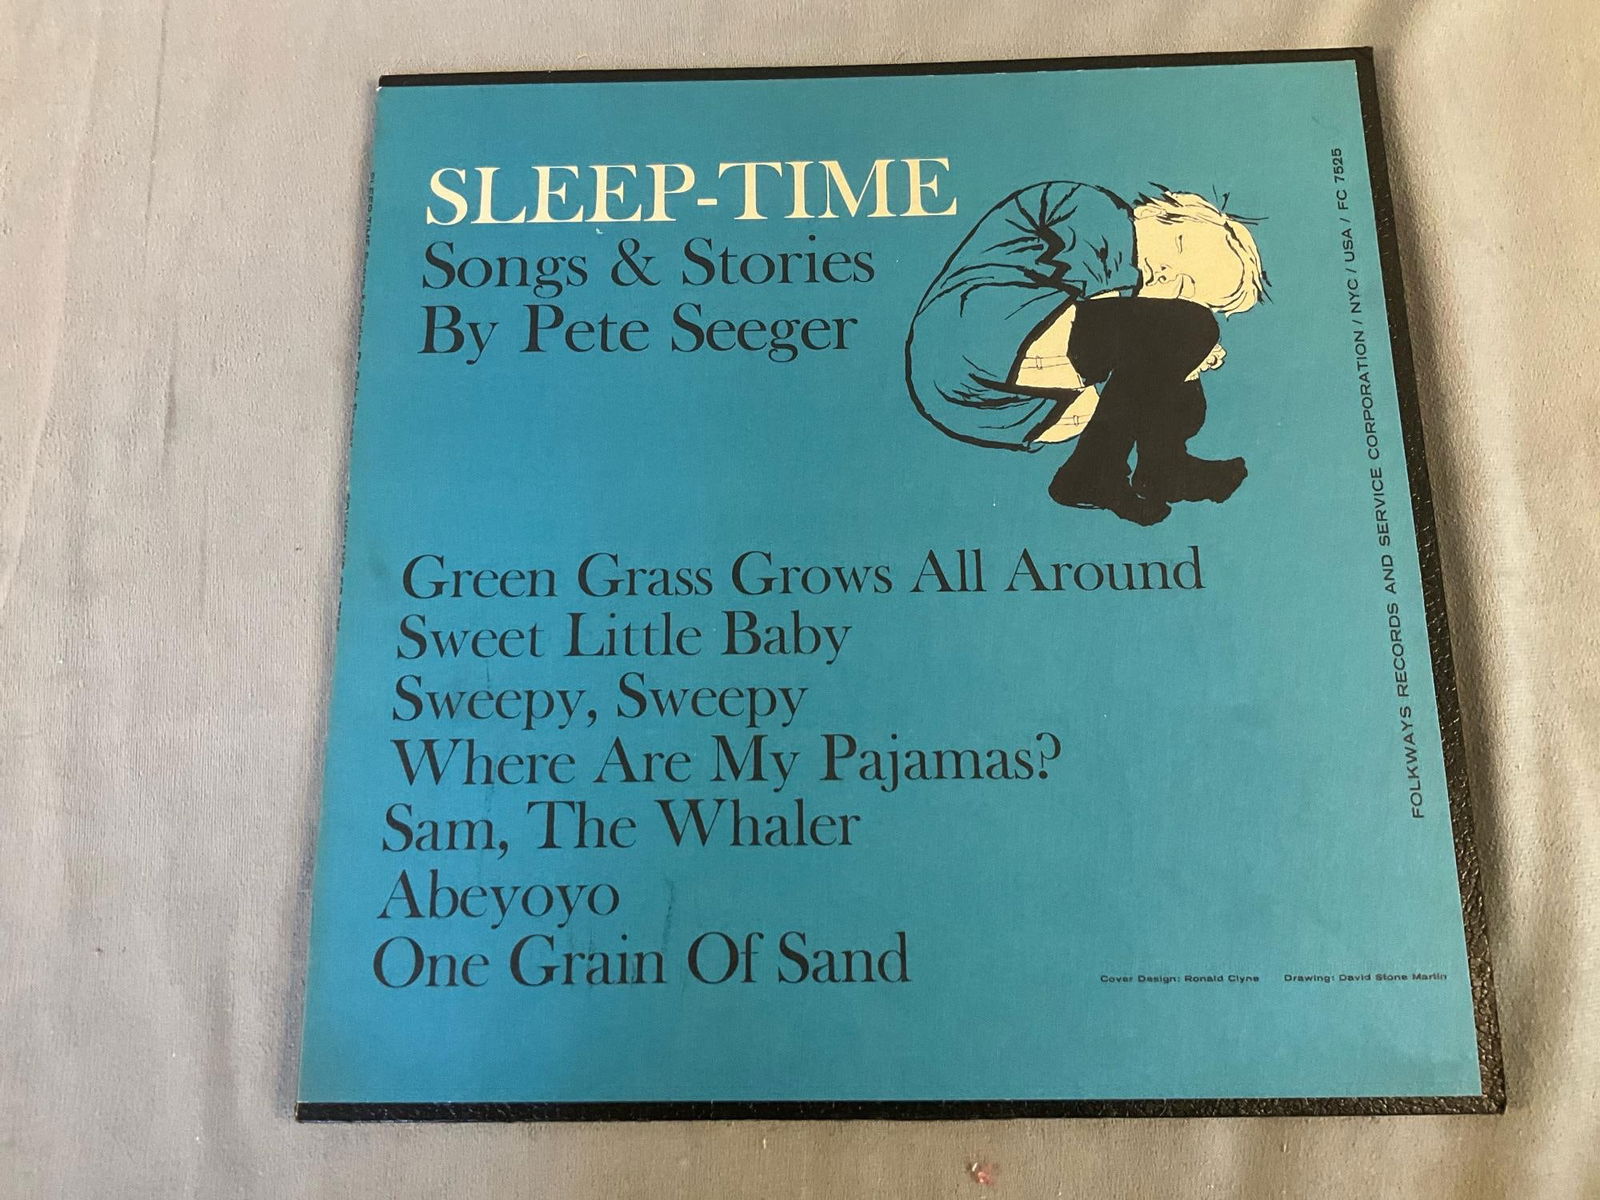 SLEEP-TIME
Songs & Stories
By Pete Seeger
Green Grass Grows All Around
Sweet Little Baby
Sweepy, Sweepy
Where Are My Pajamas?
Sam, The Whaler
Abeyoyo
One Grain Of Sand
Cover Design: Ronald Clyne Drawing: David Stone Martin
FOLKWAYS RECORDS AND SERVICE CORPORATION / NYC / USA / FC 7525